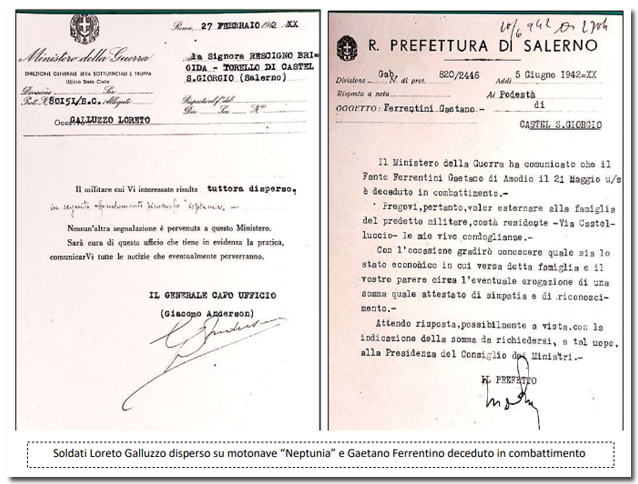 Roma, 27 FEBBRAIO 1942 XX
Ministero della Guerra
DIREZIONE GENERALE LEVA SOTTUFFICIALI E TRUPPA
Ufficio Stato Civile
Divisione Sezione
Prot. N. 80151/S.C. Allegati
Risposta al f° del
Div. Sez. N.
la Signora RESCIGNO BRI-
GIDA - TORELLO DI CASTEL
S.GIORGIO (Salerno)
GALLUZZO LORETO
Il militare cui Vi interessate risulta tuttora disperso,
in seguito affondamento piroscafo "Neptunia".-
Nessun'altra segnalazione è pervenuta a questo Ministero.
Sarà cura di questo ufficio che tiene in evidenza la pratica,
comunicarVi tutte le notizie che eventualmente perverranno.
IL GENERALE CAPO UFFICIO
(Giacomo Anderson)
R. PREFETTURA DI SALERNO
Divisione Gab. N. di prot. 820/2446 Addì 5 Giugno 1942=XX
Risposta a nota Al Podestà
di
OGGETTO: Ferrentini Gaetano.-
CASTEL S.GIORGIO
Il Ministero della Guerra ha comunicato che il
Fante Ferrentini Gaetano di Amodio il 21 Maggio u/s
è deceduto in combattimento.-
Pregovi,pertanto,voler esternare alla famiglia
del predetto militare,costà residente -Via Castel-
luccio- le mie vive condoglianze.-
Con l'occasione gradirò conoscere quale sia lo
stato economico in cui versa detta famiglia e il
vostro parere circa l'eventuale erogazione di una
somma quale attestato di simpatia e di riconosci-
mento.-
Attendo risposta,possibilmente a vista,con la
indicazione della somma da richiedersi, a tal uopo,
alla Presidenza del Consiglio dei Ministri.-
IL PREFETTO
Soldati Loreto Galluzzo disperso su motonave “Neptunia” e Gaetano Ferrentino deceduto in combattimento